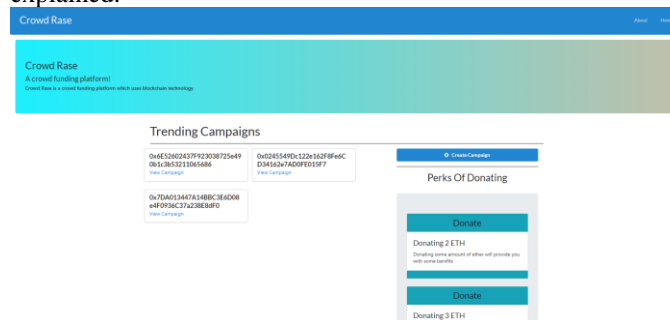 explained.
Crowd Rase
About
Crowd Rase
A crowd funding platform!
Crowd Rase is a crowd funding platform which uses blockchain technology
Trending Campaigns
0x6E52602437F923038725e49
0b1c3b53211065686
View Campaign
0x0245549Dc122e162F8Fe6C
D34162e7AD0FE015F7
View Campaign
0x7DA013447A14BBC3E6D08
e4F0936C37a238E8dF0
View Campaign
Create Campaign
Perks Of Donating
Donate
Donating 2 ETH
Donating some amount of ether will provide you
with some benfits
Donate
Donating 3 ETH